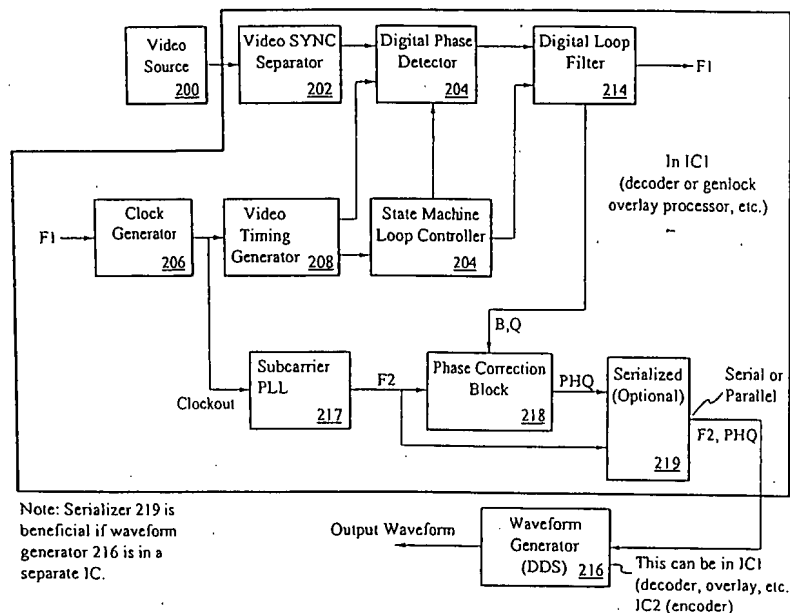 Video
Source
200
Video SYNC
Separator
202
Digital Phase
Detector
204
Digital Loop
Filter
214
F1
In IC1
(decoder or genlock
overlay processor, etc.)
F1
Clock
Generator
206
Video
Timing
Generator
208
State Machine
Loop Controller
204
B,Q
Clockout
Subcarrier
PLL
217
F2
Phase Correction
Block
218
PHQ
Serialized
(Optional)
219
Serial or
Parallel
F2, PHQ
Note: Serializer 219 is
beneficial if waveform
generator 216 is in a
separate IC.
Output Waveform
Waveform
Generator
(DDS)
216
This can be in IC1
(decoder, overlay, etc.
IC2 (encoder)